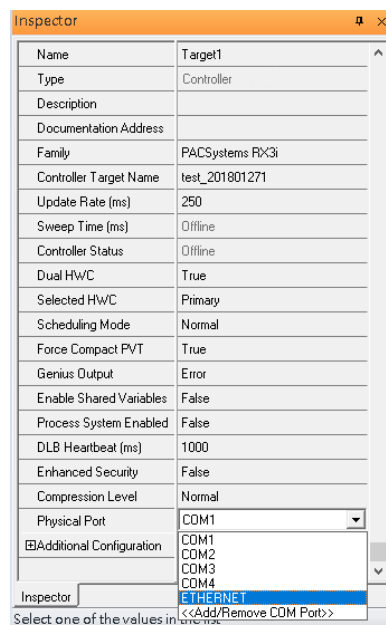 Inspector
Name Target1
Type Controller
Description
Documentation Address
Family PACSystems RX3i
Controller Target Name test_201801271
Update Rate (ms) 250
Sweep Time (ms) Offline
Controller Status Offline
Dual HWC True
Selected HWC Primary
Scheduling Mode Normal
Force Compact PVT True
Genius Output Error
Enable Shared Variables False
Process System Enabled False
DLB Heartbeat (ms) 1000
Enhanced Security False
Compression Level Normal
Physical Port COM1
Additional Configuration
COM1
COM2
COM3
COM4
ETHERNET
<<Add/Remove COM Port>>
Inspector
Select one of the values in the list